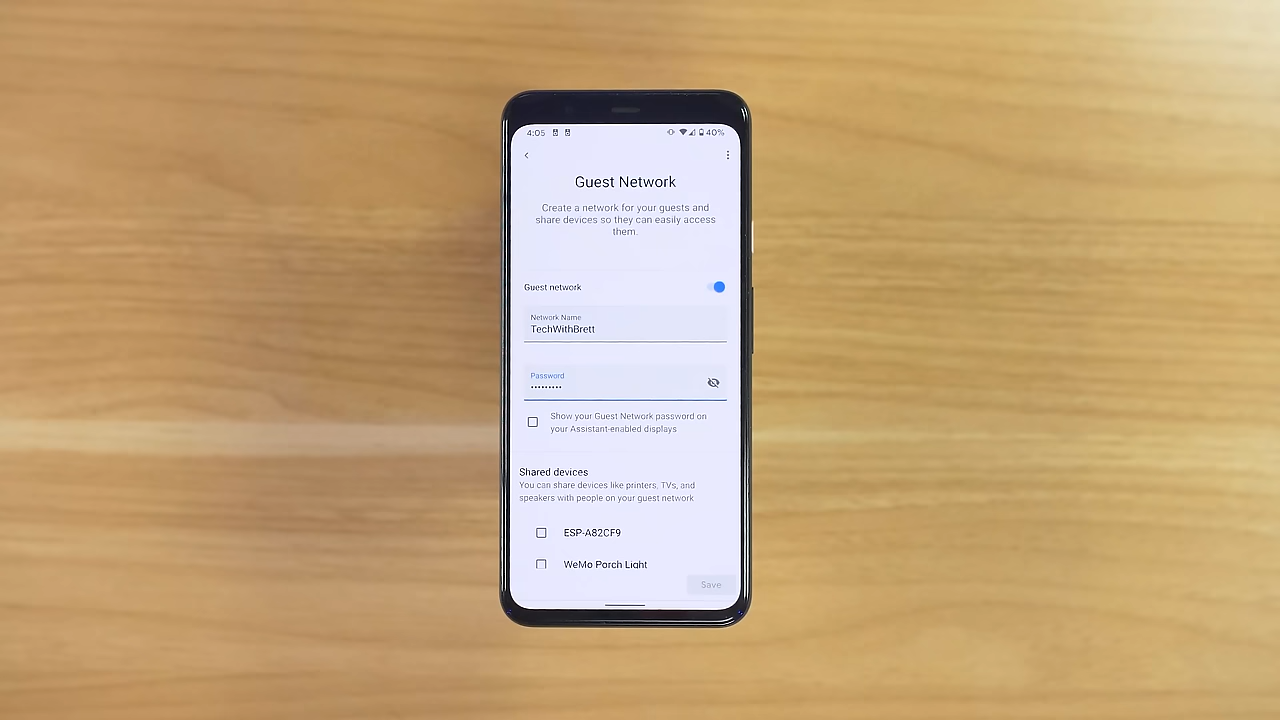 4:05
40%
Guest Network
Create a network for your guests and
share devices so they can easily access
them.
Guest network
Network Name
TechWithBrett
Password
•••••••••
Show your Guest Network password on
your Assistant-enabled displays
Shared devices
You can share devices like printers, TVs, and
speakers with people on your guest network
ESP-A82CF9
WeMo Porch Light
Save